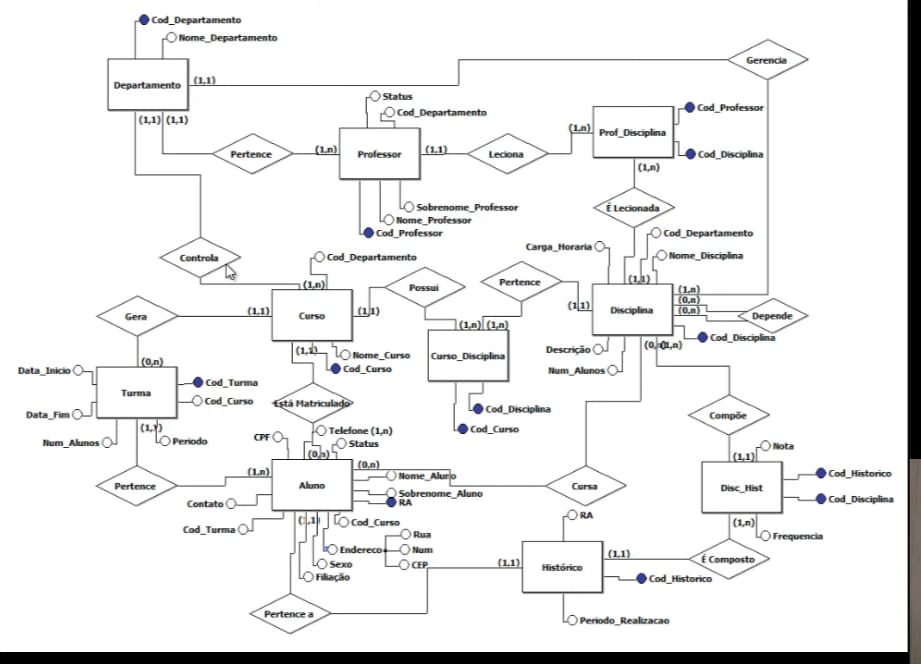 Cod_Departamento
Nome_Departamento
Departamento
(1,1)
Gerencia
(1,1) (1,1)
Status
Cod_Departamento
Pertence
(1,n)
Professor
(1,1)
Leciona
(1,n)
Prof_Disciplina
Cod_Professor
Cod_Disciplina
(1,n)
Sobrenome_Professor
Nome_Professor
Cod_Professor
É Lecionada
Controla
Cod_Departamento
(1,n)
Carga_Horaria
Cod_Departamento
Nome_Disciplina
(1,1)
Possui
Pertence
(1,1)
Disciplina
(1,n)
(0,n)
(0,n)
Depende
Cod_Disciplina
Gera
(1,1)
Curso
(1,1)
(1,n) (1,n)
Curso_Disciplina
Descrição
Num_Alunos
(0,n)
(1,n)
(1,1)
Nome_Curso
Cod_Curso
(0,n)
Data_Inicio
Turma
Cod_Turma
Cod_Curso
Data_Fim
Num_Alunos
(1,1)
Periodo
Está Matriculado
Cod_Disciplina
Cod_Curso
Compõe
CPF
Telefone (1,n)
Status
(0,n)
Pertence
(1,n)
Aluno
(0,n)
Nome_Aluno
Sobrenome_Aluno
RA
Cursa
Nota
(1,1)
Disc_Hist
Cod_Historico
Cod_Disciplina
Contato
Cod_Turma
(1,1)
Cod_Curso
Endereco
Rua
Num
CEP
Sexo
Filiação
RA
(1,n)
Frequencia
(1,1)
Histórico
(1,1)
É Composto
Cod_Historico
Pertence a
Periodo_Realizacao